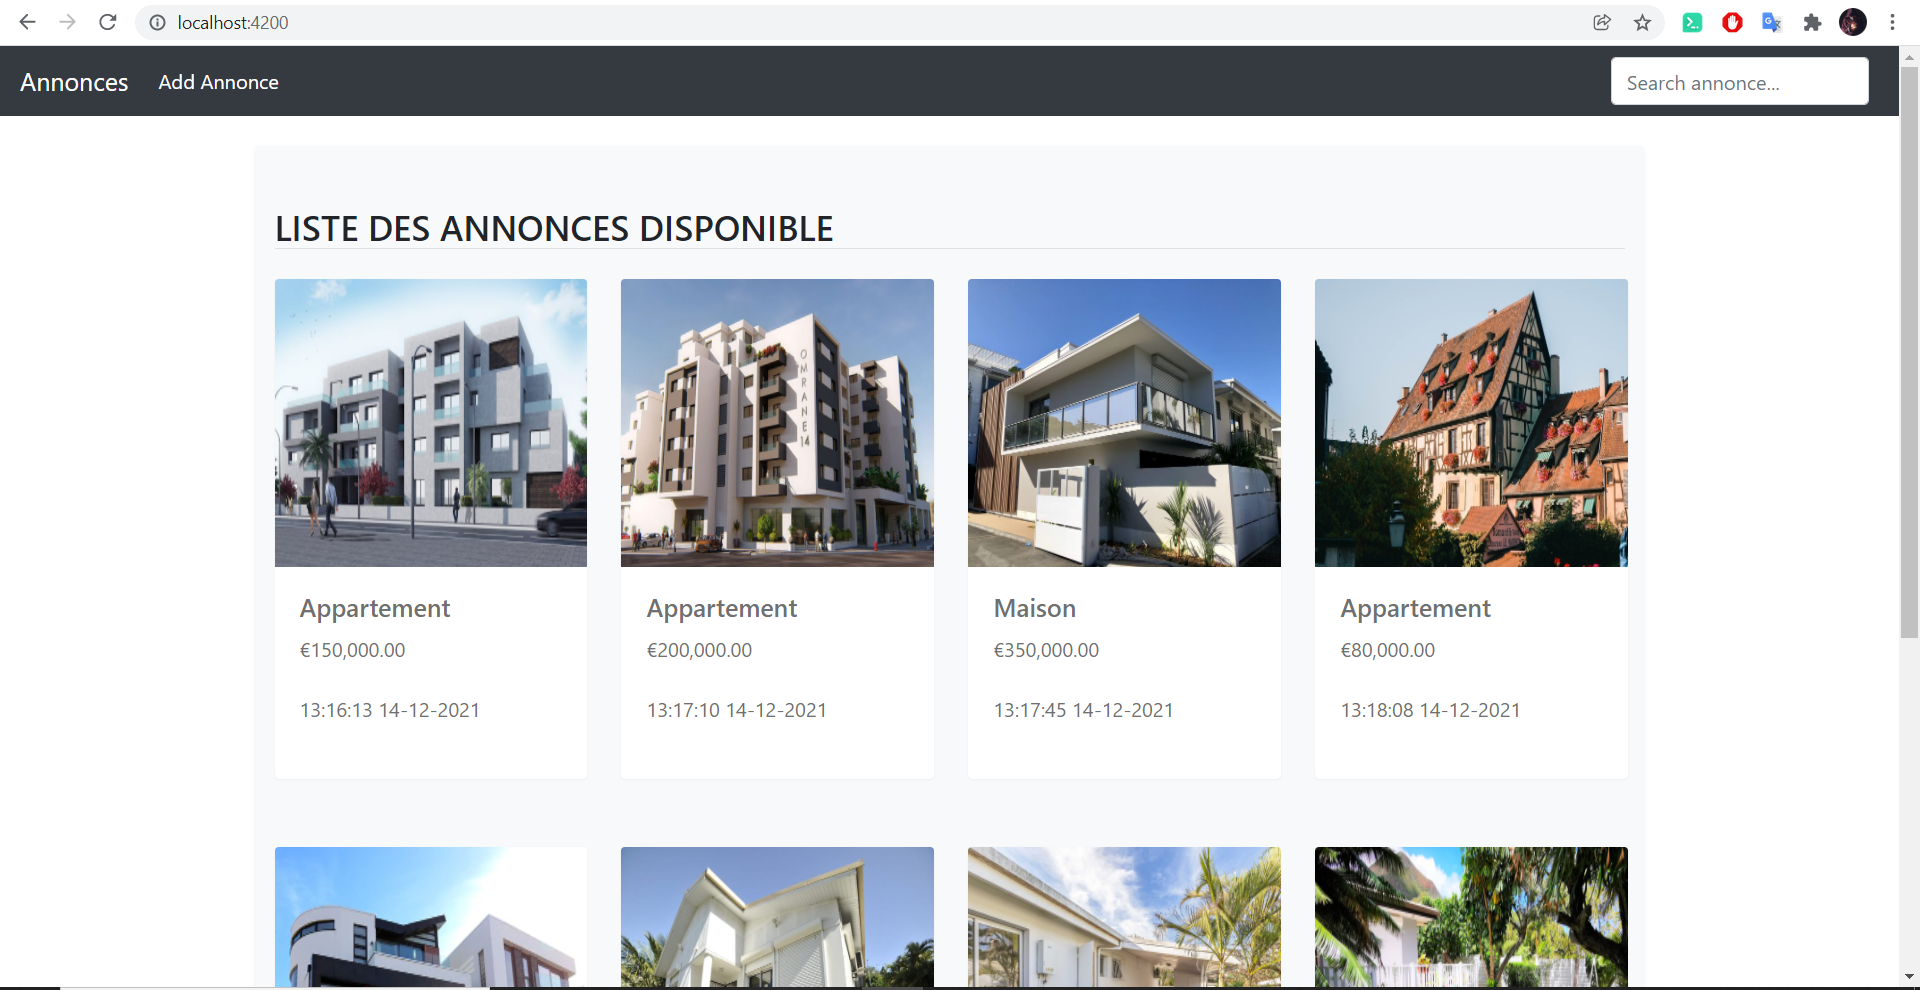 localhost:4200
Annonces
Add Annonce
Search annonce...
LISTE DES ANNONCES DISPONIBLE
OMRANE 14
Appartement
€150,000.00
13:16:13 14-12-2021
Appartement
€200,000.00
13:17:10 14-12-2021
Maison
€350,000.00
13:17:45 14-12-2021
Appartement
€80,000.00
13:18:08 14-12-2021